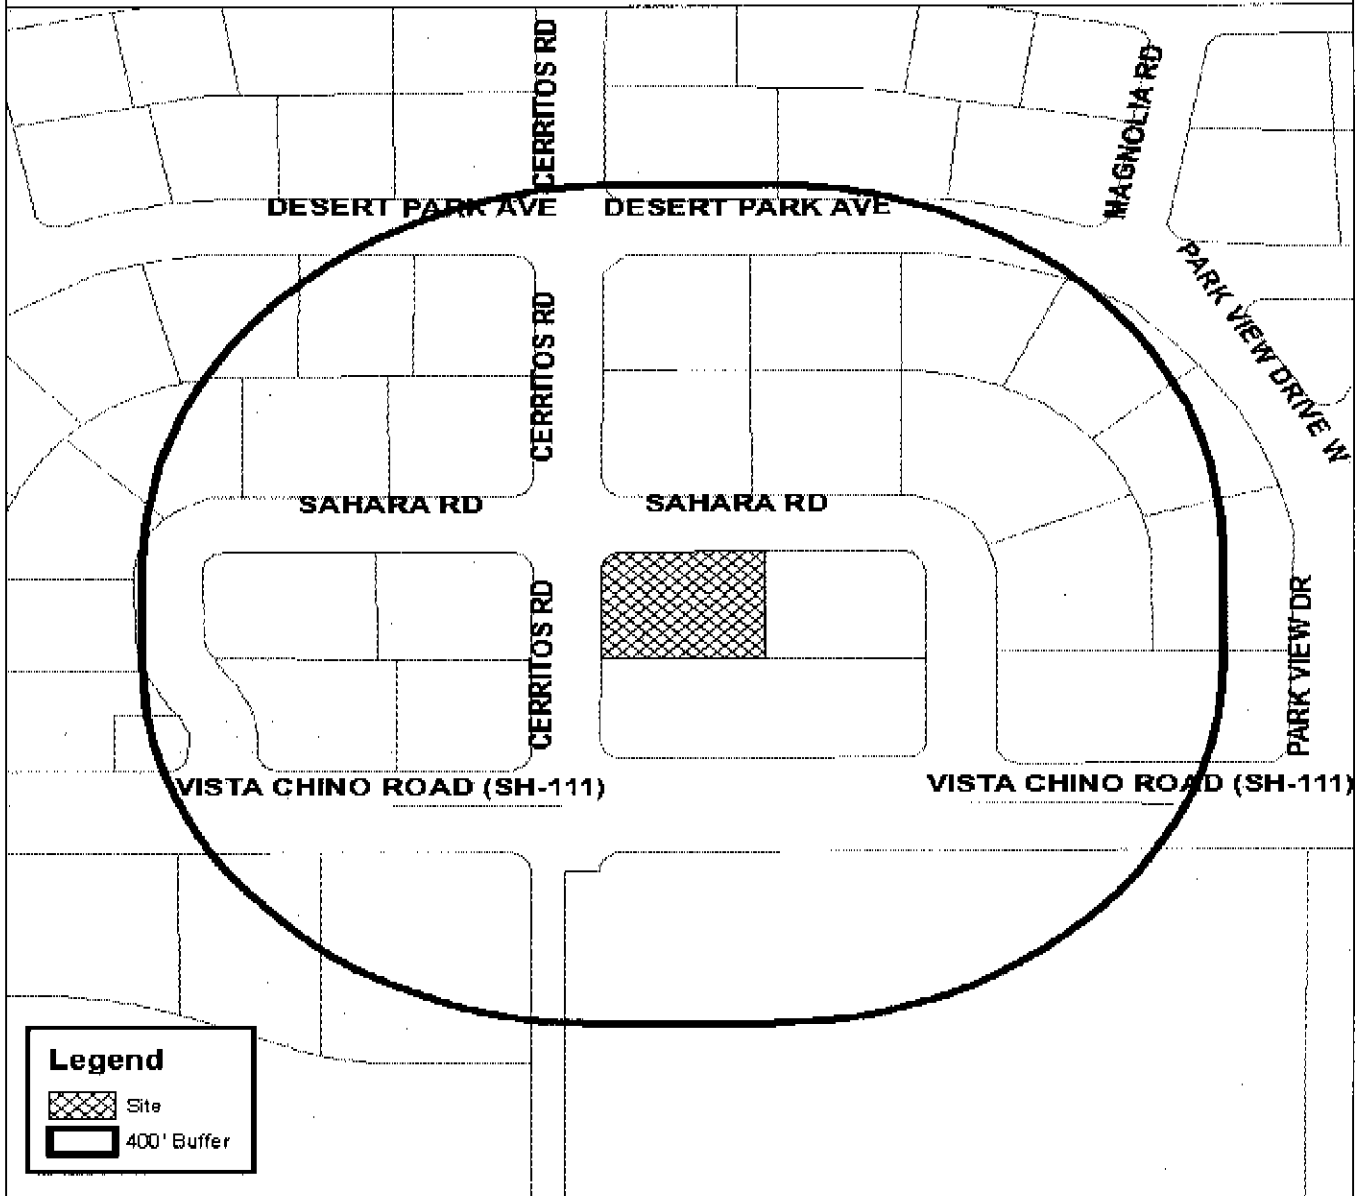 CERRITOS RD
MAGNOLIA RD
DESERT PARK AVE
DESERT PARK AVE
PARK VIEW DRIVE W
CERRITOS RD
SAHARA RD
SAHARA RD
CERRITOS RD
PARK VIEW DR
VISTA CHINO ROAD (SH-111)
VISTA CHINO ROAD (SH-111)
Legend
Site
400' Buffer